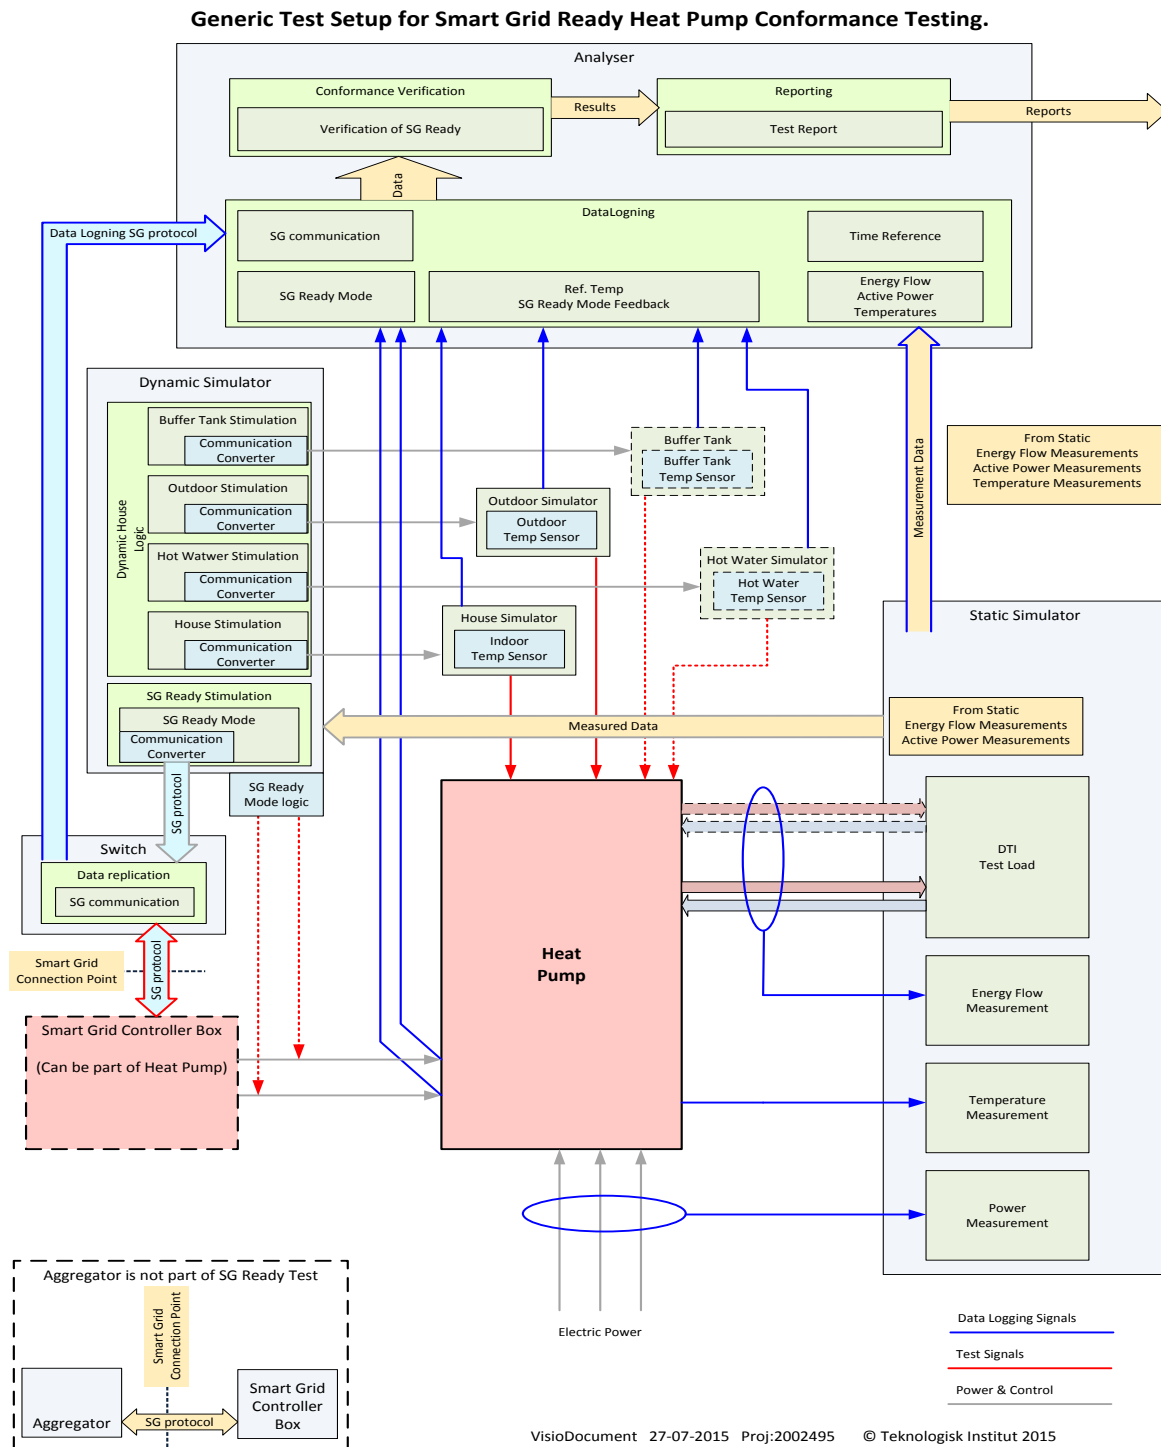 Generic Test Setup for Smart Grid Ready Heat Pump Conformance Testing.
Analyser
Conformance Verification
Verification of SG Ready
Results
Reporting
Test Report
Reports
Data
Data Logning SG protocol
DataLogning
SG communication
Time Reference
SG Ready Mode
Ref. Temp
SG Ready Mode Feedback
Energy Flow
Active Power
Temperatures
Dynamic Simulator
Dynamic House
Logic
Buffer Tank Stimulation
Communication
Converter
Outdoor Stimulation
Communication
Converter
Hot Watwer Stimulation
Communication
Converter
House Stimulation
Communication
Converter
SG Ready Stimulation
SG Ready Mode
Communication
Converter
SG Ready
Mode logic
SG protocol
Buffer Tank
Buffer Tank
Temp Sensor
Outdoor Simulator
Outdoor
Temp Sensor
Hot Water Simulator
Hot Water
Temp Sensor
House Simulator
Indoor
Temp Sensor
Measurement Data
From Static
Energy Flow Measurements
Active Power Measurements
Temperature Measurements
Static Simulator
Measured Data
From Static
Energy Flow Measurements
Active Power Measurements
Switch
Data replication
SG communication
Smart Grid
Connection Point
SG protocol
Smart Grid Controller Box
(Can be part of Heat Pump)
Heat
Pump
DTI
Test Load
Energy Flow
Measurement
Temperature
Measurement
Power
Measurement
Electric Power
Aggregator is not part of SG Ready Test
Smart Grid
Connection Point
Aggregator
SG protocol
Smart Grid
Controller
Box
Data Logging Signals
Test Signals
Power & Control
VisioDocument 27-07-2015 Proj:2002495 © Teknologisk Institut 2015